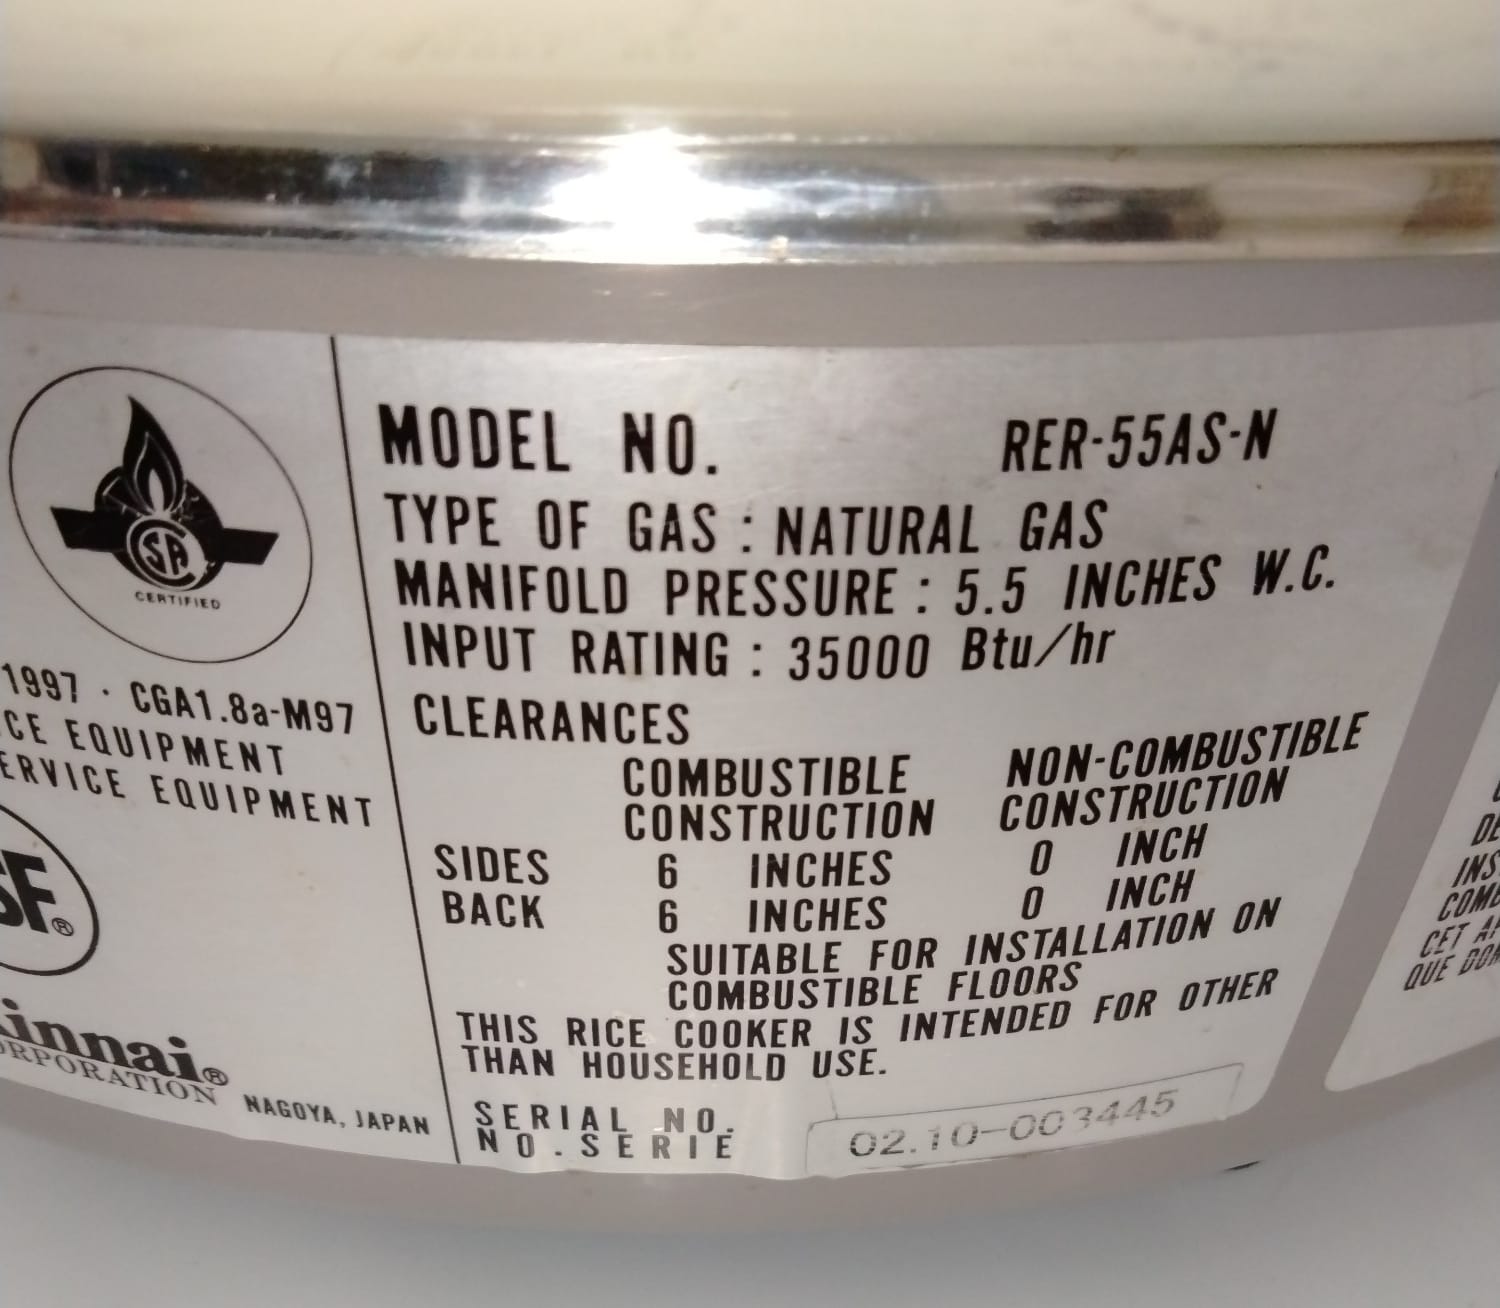 CSA
CERTIFIED
1997 · CGA1.8a-M97
EQUIPMENT
EQUIPMENT
®
®
NAGOYA, JAPAN
MODEL NO. RER-55AS-N
TYPE OF GAS : NATURAL GAS
MANIFOLD PRESSURE : 5.5 INCHES W.C.
INPUT RATING : 35000 Btu/hr
CLEARANCES
COMBUSTIBLE NON-COMBUSTIBLE
CONSTRUCTION CONSTRUCTION
SIDES 6 INCHES 0 INCH
BACK 6 INCHES 0 INCH
SUITABLE FOR INSTALLATION ON
COMBUSTIBLE FLOORS
THIS RICE COOKER IS INTENDED FOR OTHER
THAN HOUSEHOLD USE.
SERIAL NO.
NO.SERIE 02.10-003445
CET
QUE